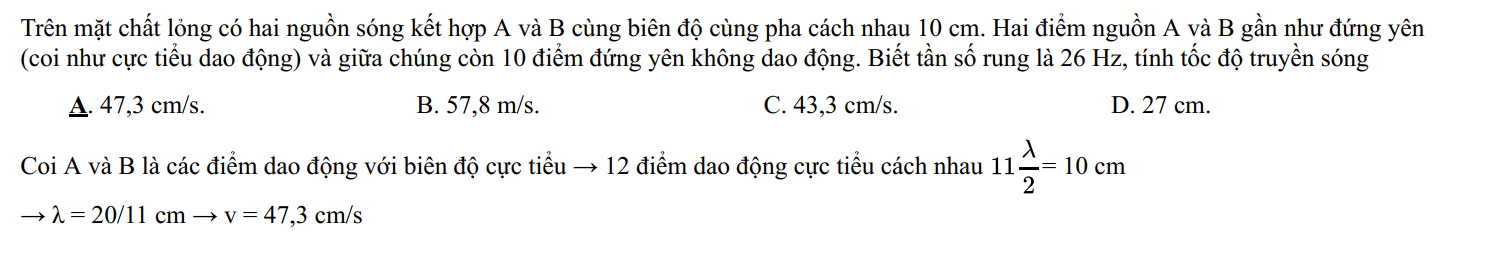 Trên mặt chất lỏng có hai nguồn sóng kết hợp A và B cùng biên độ cùng pha cách nhau 10 cm. Hai điểm nguồn A và B gần như đứng yên
(coi như cực tiểu dao động) và giữa chúng còn 10 điểm đứng yên không dao động. Biết tần số rung là 26 Hz, tính tốc độ truyền sóng
A. 47,3 cm/s. B. 57,8 m/s. C. 43,3 cm/s. D. 27 cm.
Coi A và B là các điểm dao động với biên độ cực tiểu → 12 điểm dao động cực tiểu cách nhau 11 λ/2 = 10 cm
→ λ = 20/11 cm → v = 47,3 cm/s